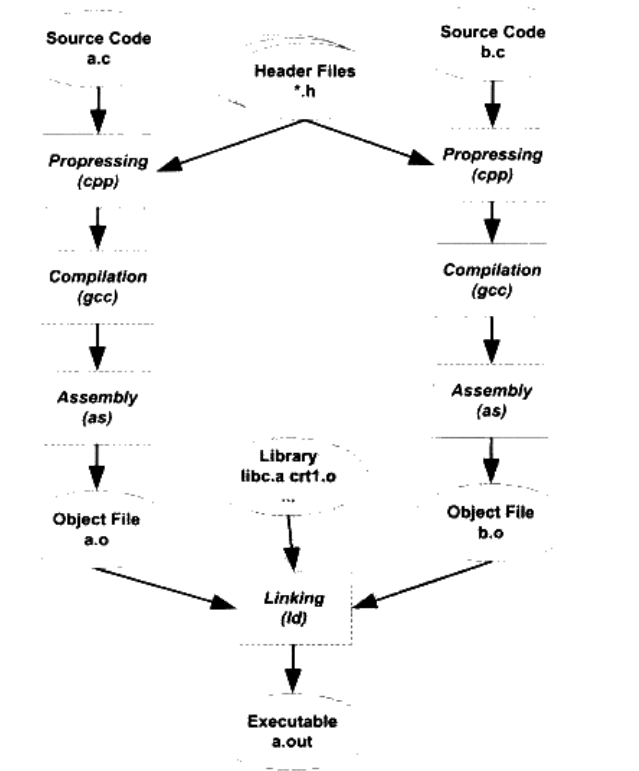 Source Code
a.c
Source Code
b.c
Header Files
*.h
Propressing
(cpp)
Propressing
(cpp)
Compilation
(gcc)
Compilation
(gcc)
Assembly
(as)
Assembly
(as)
Library
libc.a crt1.o
...
Object File
a.o
Object File
b.o
Linking
(ld)
Executable
a.out